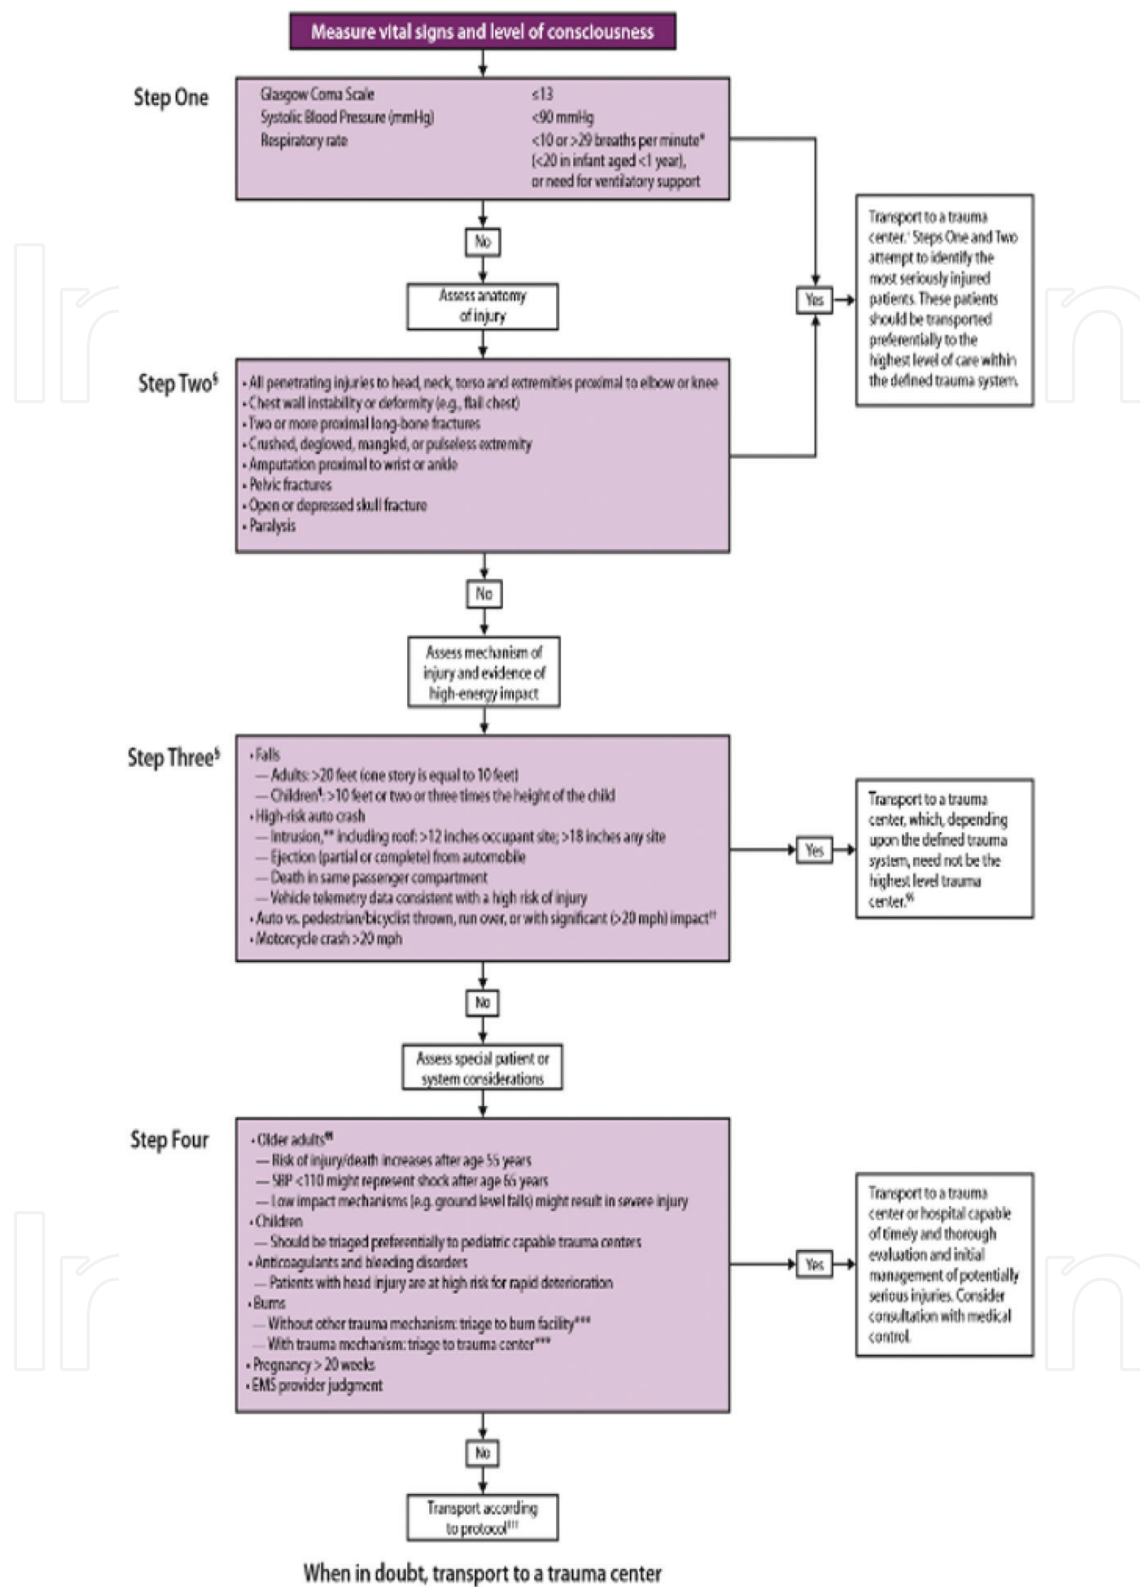 Measure vital signs and level of consciousness
Step One
Glasgow Coma Scale ≤13
Systolic Blood Pressure (mmHg) <90 mmHg
Respiratory rate <10 or >29 breaths per minute*
(<20 in infant aged <1 year),
or need for ventilatory support
No
Assess anatomy
of injury
Yes
Transport to a trauma
center. Steps One and Two
attempt to identify the
most seriously injured
patients. These patients
should be transported
preferentially to the
highest level of care within
the defined trauma system.
Step Two§
• All penetrating injuries to head, neck, torso and extremities proximal to elbow or knee
• Chest wall instability or deformity (e.g., flail chest)
• Two or more proximal long-bone fractures
• Crushed, degloved, mangled, or pulseless extremity
• Amputation proximal to wrist or ankle
• Pelvic fractures
• Open or depressed skull fracture
• Paralysis
No
Assess mechanism of
injury and evidence of
high-energy impact
Step Three§
• Falls
— Adults: >20 feet (one story is equal to 10 feet)
— Children¶: >10 feet or two or three times the height of the child
• High-risk auto crash
— Intrusion,** including roof: >12 inches occupant site; >18 inches any site
— Ejection (partial or complete) from automobile
— Death in same passenger compartment
— Vehicle telemetry data consistent with a high risk of injury
• Auto vs. pedestrian/bicyclist thrown, run over, or with significant (>20 mph) impact††
• Motorcycle crash >20 mph
Yes
Transport to a trauma
center, which, depending
upon the defined trauma
system, need not be the
highest level trauma
center.§§
No
Assess special patient or
system considerations
Step Four
• Older adults¶¶
— Risk of injury/death increases after age 55 years
— SBP <110 might represent shock after age 65 years
— Low impact mechanisms (e.g. ground level falls) might result in severe injury
• Children
— Should be triaged preferentially to pediatric capable trauma centers
• Anticoagulants and bleeding disorders
— Patients with head injury are at high risk for rapid deterioration
• Burns
— Without other trauma mechanism: triage to burn facility***
— With trauma mechanism: triage to trauma center***
• Pregnancy > 20 weeks
• EMS provider judgment
Yes
Transport to a trauma
center or hospital capable
of timely and thorough
evaluation and initial
management of potentially
serious injuries. Consider
consultation with medical
control.
No
Transport according
to protocol†††
When in doubt, transport to a trauma center